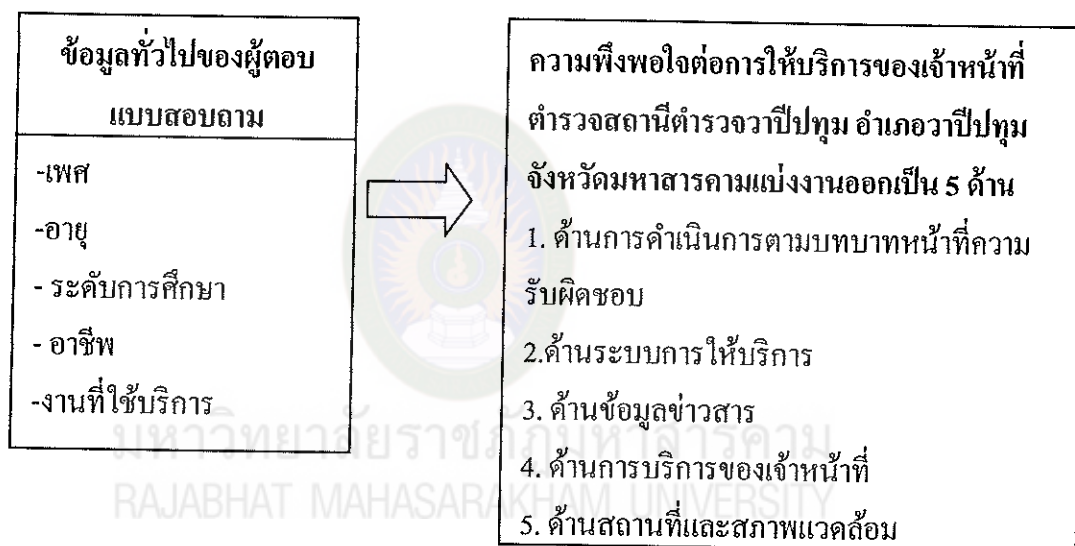 ข้อมูลทั่วไปของผู้ตอบ
แบบสอบถาม
-เพศ
-อายุ
- ระดับการศึกษา
- อาชีพ
-งานที่ใช้บริการ
ความพึงพอใจต่อการให้บริการของเจ้าหน้าที่
ตำรวจสถานีตำรวจวาปีปทุม อำเภอวาปีปทุม
จังหวัดมหาสารคามแบ่งงานออกเป็น 5 ด้าน
1. ด้านการดำเนินการตามบทบาทหน้าที่ความ
รับผิดชอบ
2.ด้านระบบการให้บริการ
3. ด้านข้อมูลข่าวสาร
4. ด้านการบริการของเจ้าหน้าที่
5. ด้านสถานที่และสภาพแวดล้อม
มหาวิทยาลัยราชภัฏมหาสารคาม
RAJABHAT MAHASARAKHAM UNIVERSITY